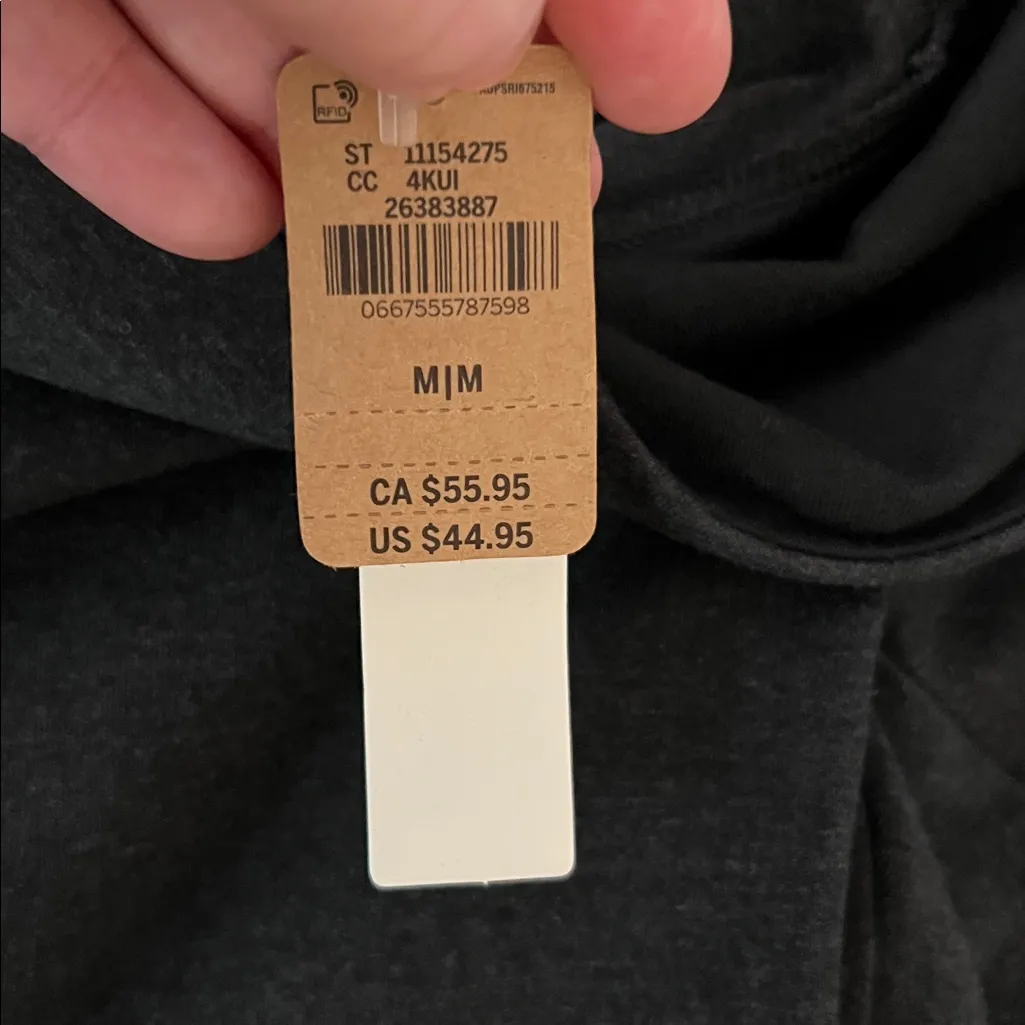 RFID
ST 11154275
CC 4KUI
26383887
0667555787598
M|M
CA $55.95
US $44.95